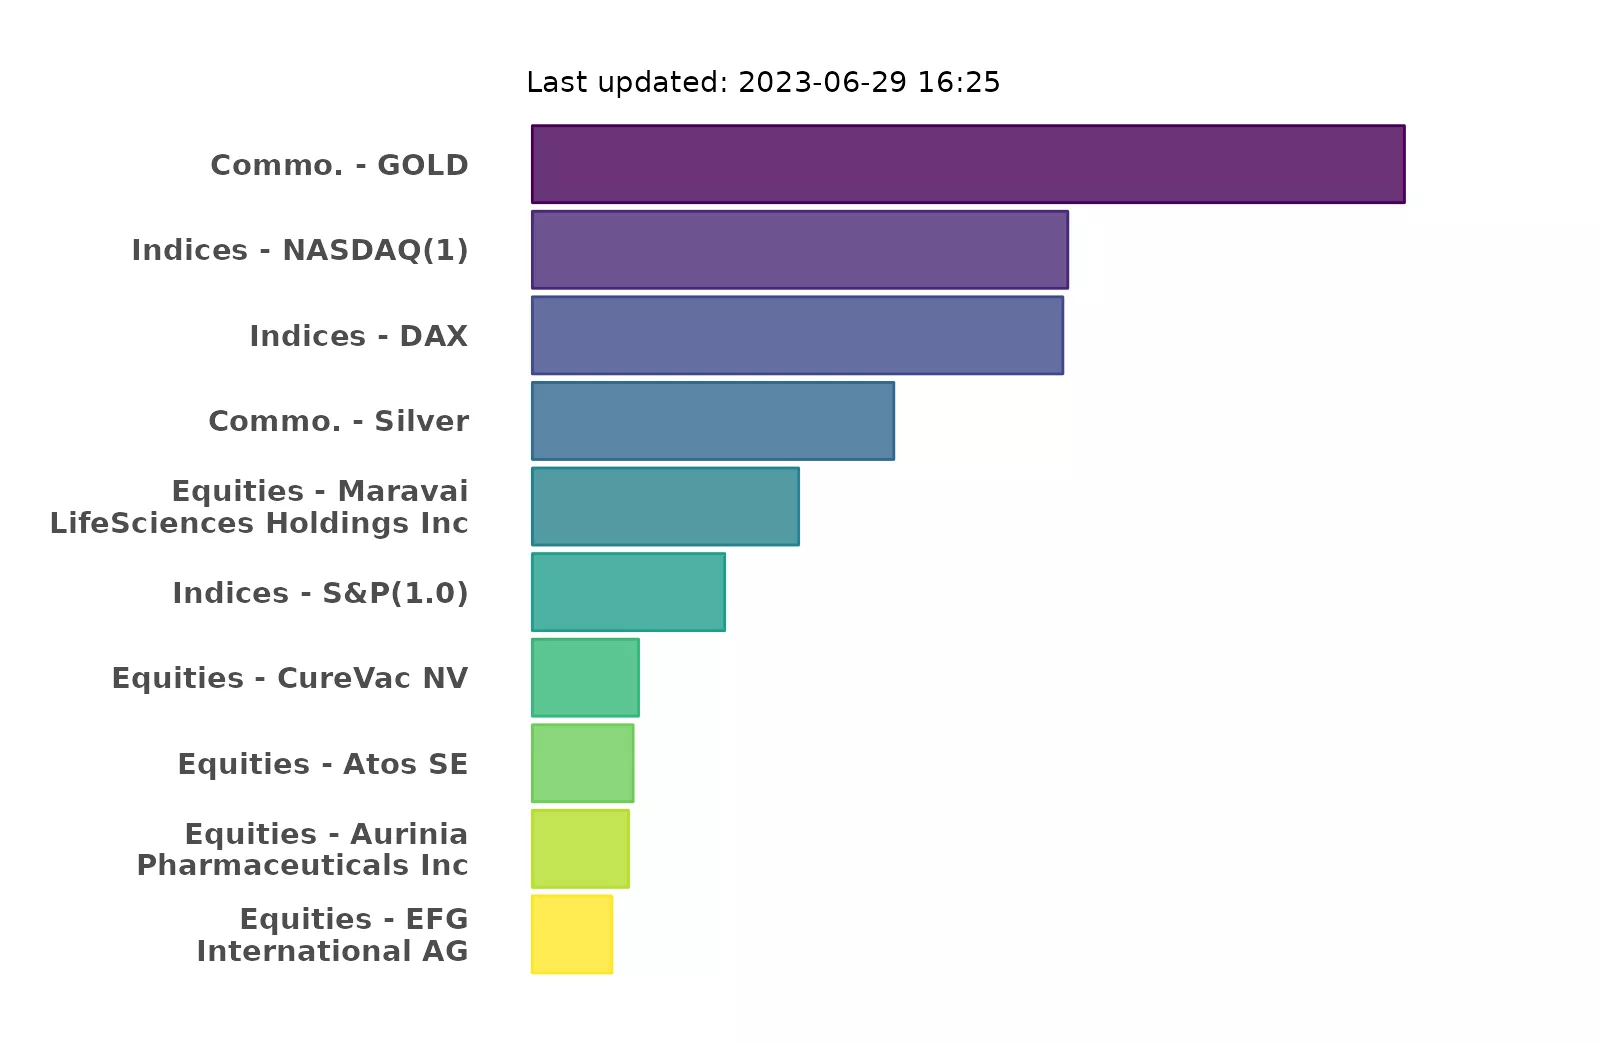 Last updated: 2023-06-29 16:25
Commo. - GOLD
Indices - NASDAQ(1)
Indices - DAX
Commo. - Silver
Equities - Maravai
LifeSciences Holdings Inc
Indices - S&P(1.0)
Equities - CureVac NV
Equities - Atos SE
Equities - Aurinia
Pharmaceuticals Inc
Equities - EFG
International AG